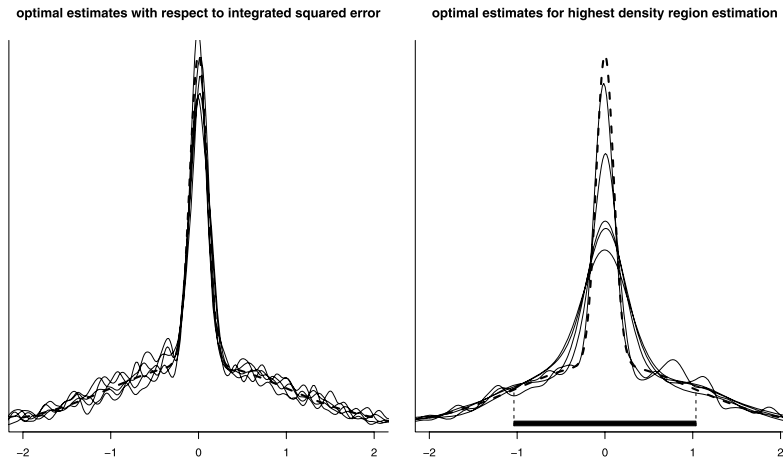 optimal estimates with respect to integrated squared error
−2 −1 0 1 2
optimal estimates for highest density region estimation
−2 −1 0 1 2